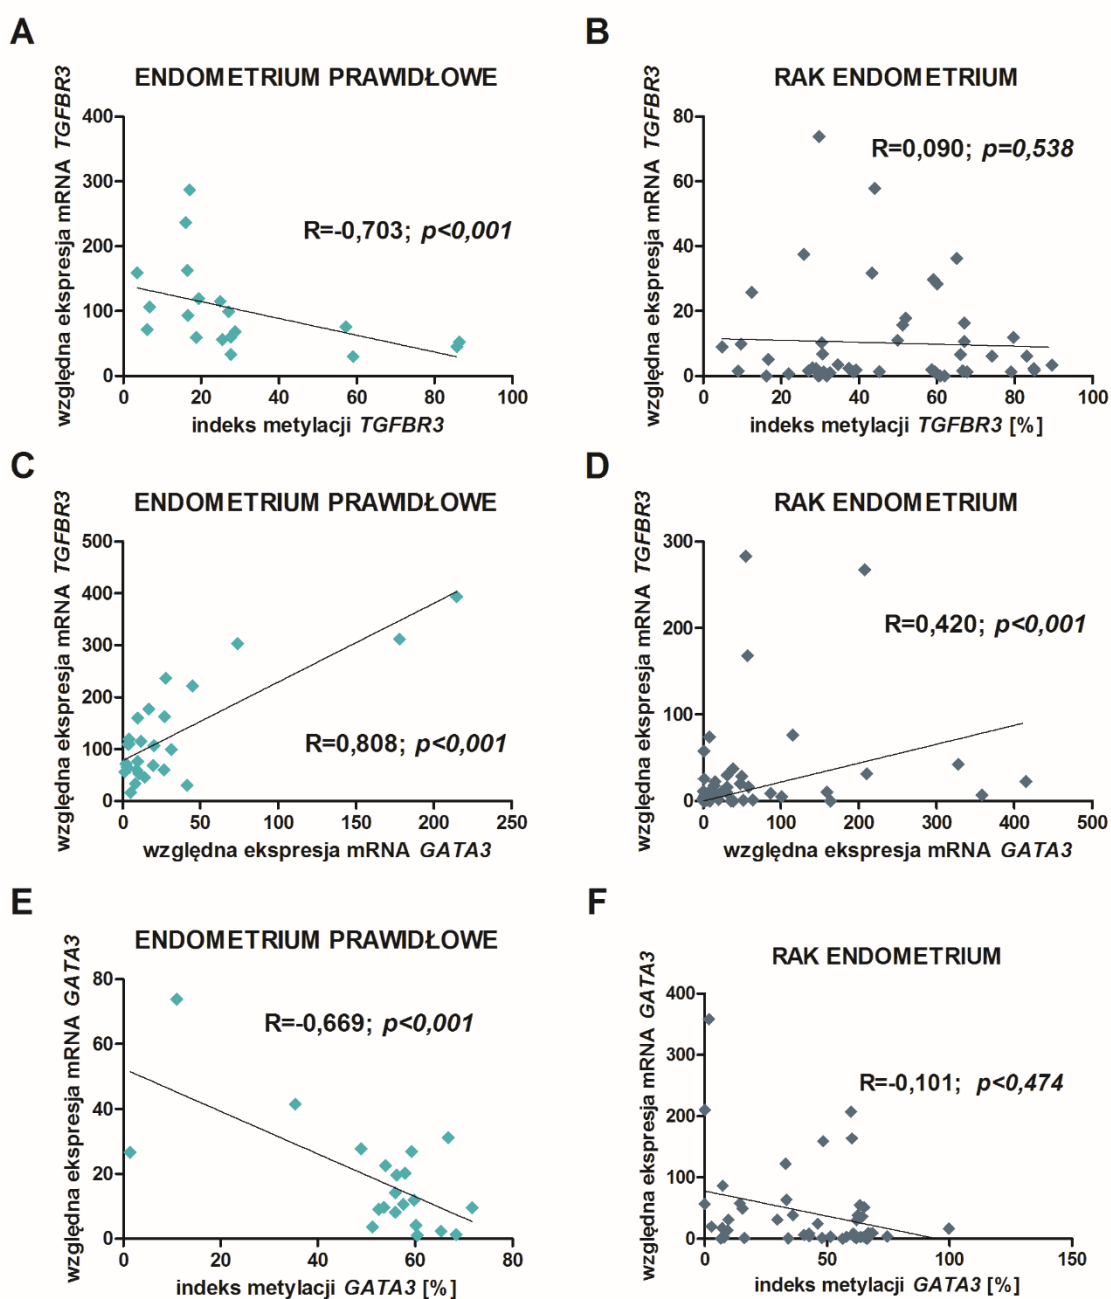 A
ENDOMETRIUM PRAWIDŁOWE
względna ekspresja mRNA TGFBR3
400
300
200
100
0
R=-0,703; p<0,001
0 20 40 60 80 100
indeks metylacji TGFBR3
B
RAK ENDOMETRIUM
względna ekspresja mRNA TGFBR3
80
60
40
20
0
R=0,090; p=0,538
0 20 40 60 80 100
indeks metylacji TGFBR3 [%]
C
ENDOMETRIUM PRAWIDŁOWE
względna ekspresja mRNA TGFBR3
500
400
300
200
100
0
R=0,808; p<0,001
0 50 100 150 200 250
względna ekspresja mRNA GATA3
D
RAK ENDOMETRIUM
względna ekspresja mRNA TGFBR3
300
200
100
0
R=0,420; p<0,001
0 100 200 300 400 500
względna ekspresja mRNA GATA3
E
ENDOMETRIUM PRAWIDŁOWE
względna ekspresja mRNA GATA3
80
60
40
20
0
R=-0,669; p<0,001
0 20 40 60 80
indeks metylacji GATA3 [%]
F
RAK ENDOMETRIUM
względna ekspresja mRNA GATA3
400
300
200
100
0
R=-0,101; p<0,474
0 50 100 150
indeks metylacji GATA3 [%]